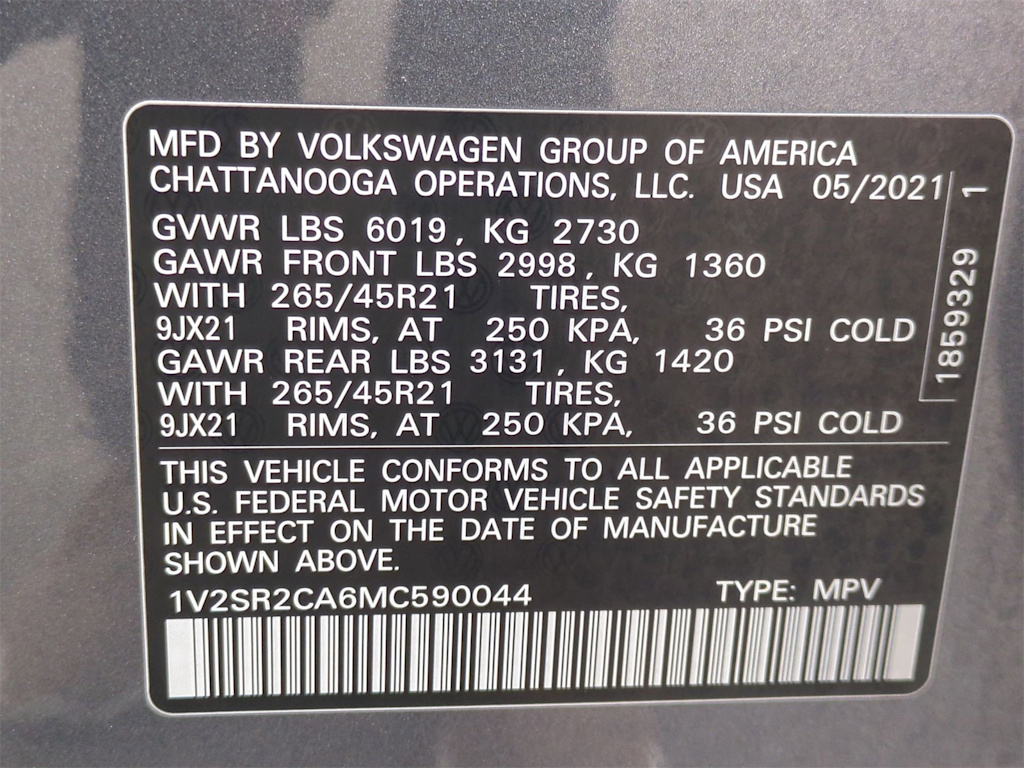 MFD BY VOLKSWAGEN GROUP OF AMERICA
CHATTANOOGA OPERATIONS, LLC. USA 05/2021
GVWR LBS 6019, KG 2730
GAWR FRONT LBS 2998, KG 1360
WITH 265/45R21 TIRES,
9JX21 RIMS, AT 250 KPA, 36 PSI COLD
GAWR REAR LBS 3131, KG 1420
WITH 265/45R21 TIRES,
9JX21 RIMS, AT 250 KPA, 36 PSI COLD
1859329 1
THIS VEHICLE CONFORMS TO ALL APPLICABLE
U.S. FEDERAL MOTOR VEHICLE SAFETY STANDARDS
IN EFFECT ON THE DATE OF MANUFACTURE
SHOWN ABOVE.
1V2SR2CA6MC590044 TYPE: MPV